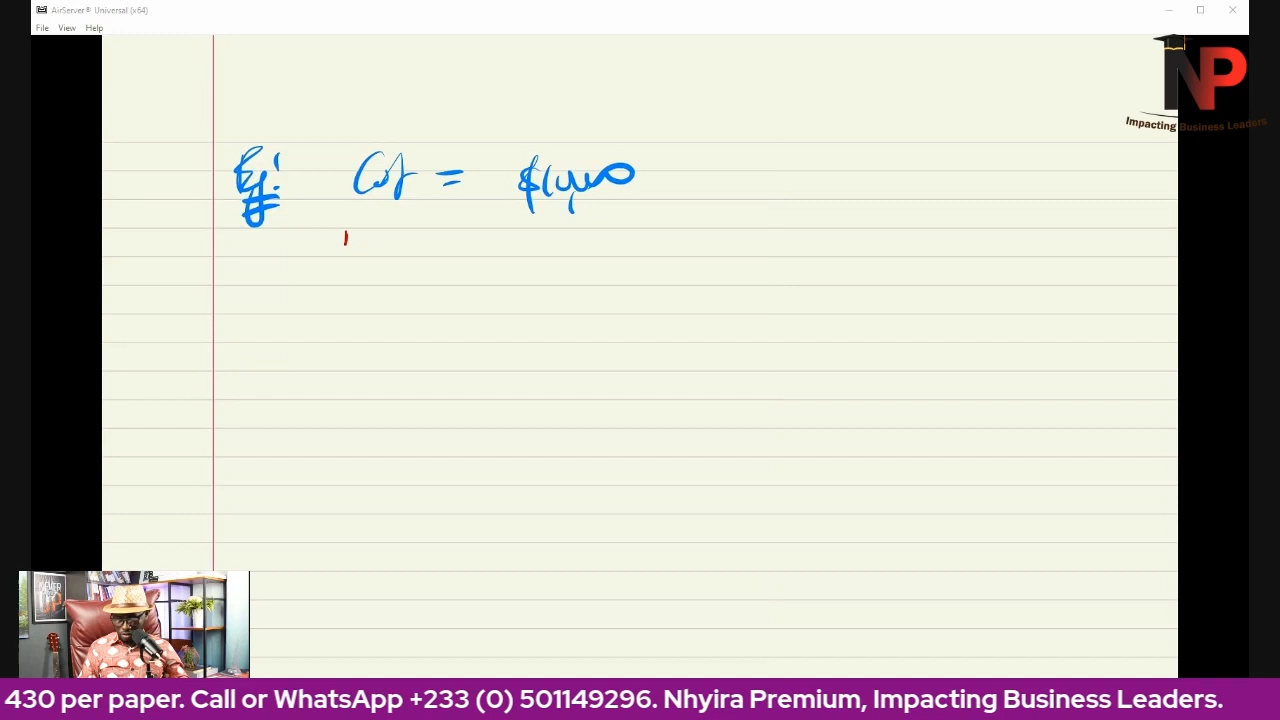 AirServer® Universal (x64)
File View Help
NP
Impacting Business Leaders
Eg: Cost =
430 per paper. Call or WhatsApp +233 (0) 501149296. Nhyira Premium, Impacting Business Leaders.